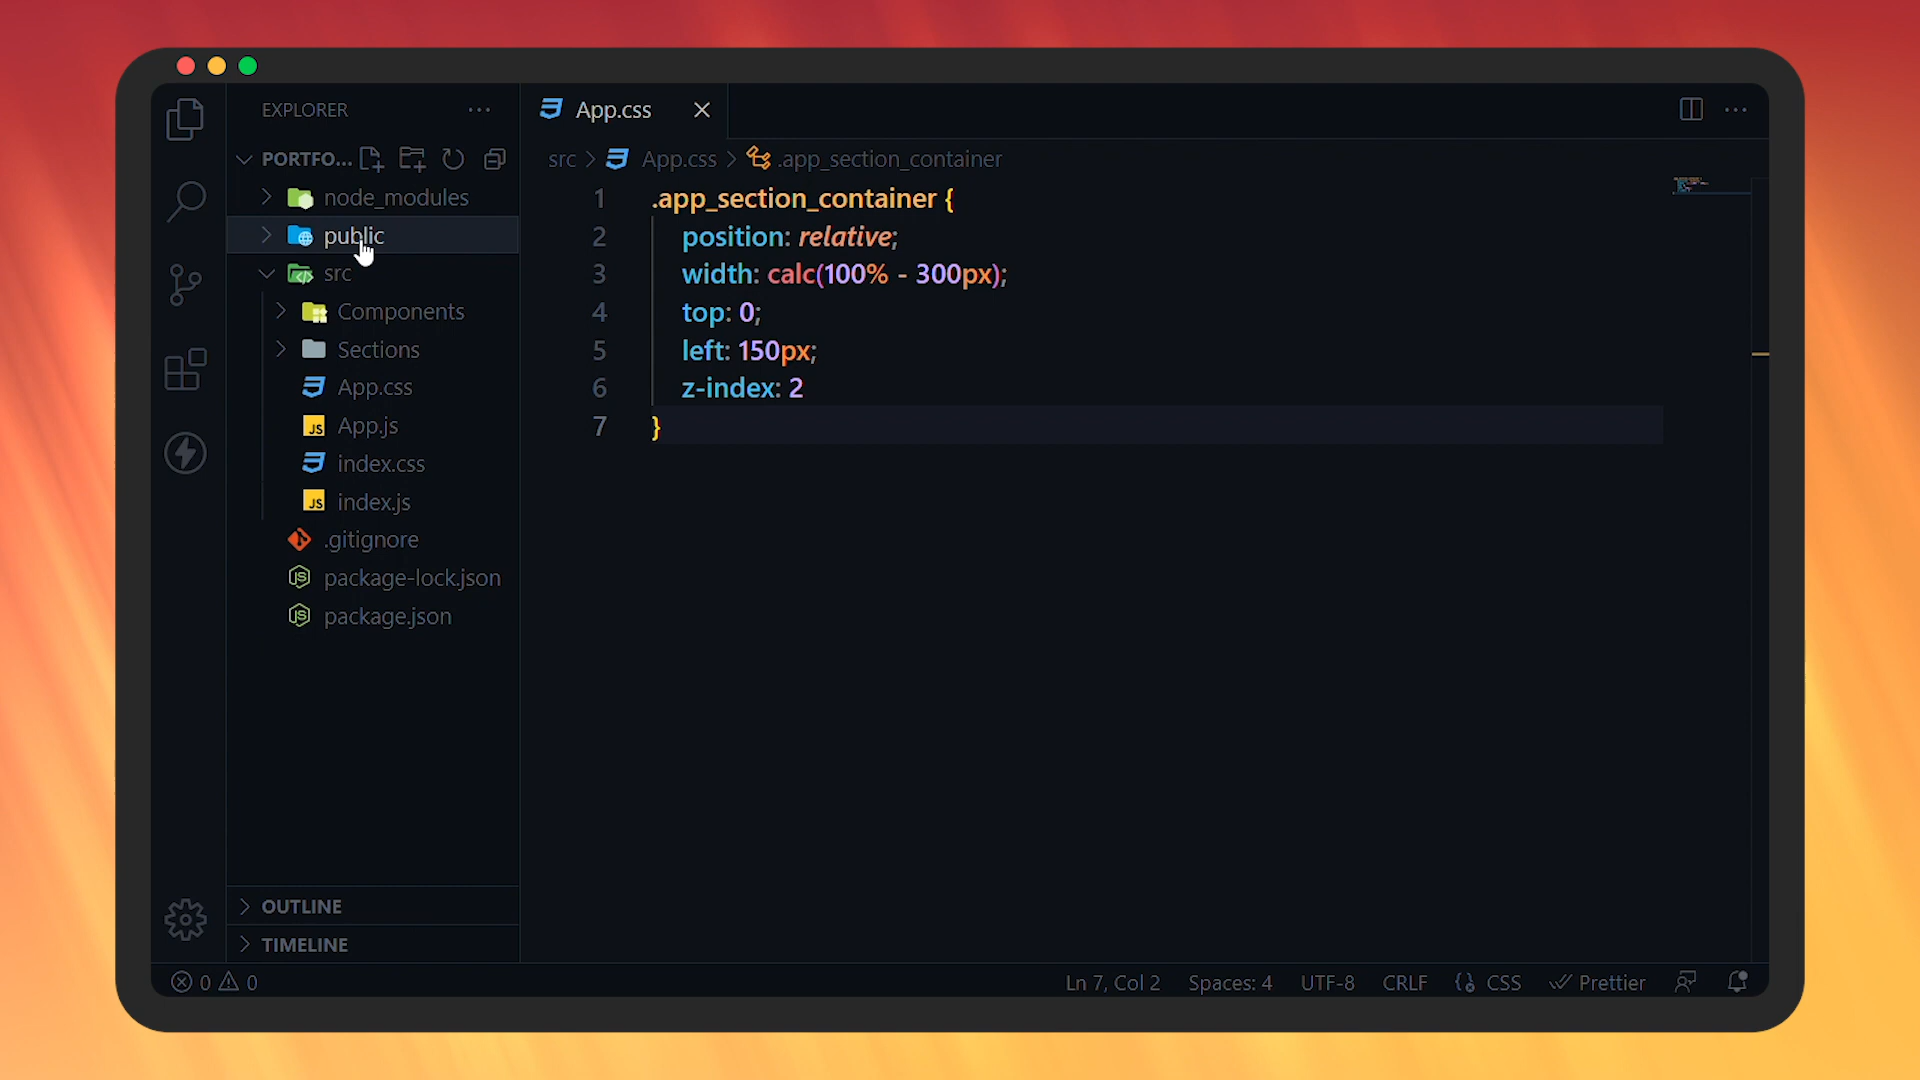 EXPLORER
PORTFO...
node_modules
public
src
Components
Sections
App.css
App.js
index.css
index.js
.gitignore
package-lock.json
package.json
OUTLINE
TIMELINE
App.css
src > App.css > .app_section_container
1 .app_section_container {
2 position: relative;
3 width: calc(100% - 300px);
4 top: 0;
5 left: 150px;
6 z-index: 2
7 }
0 0
Ln 7, Col 2 Spaces: 4 UTF-8 CRLF CSS Prettier